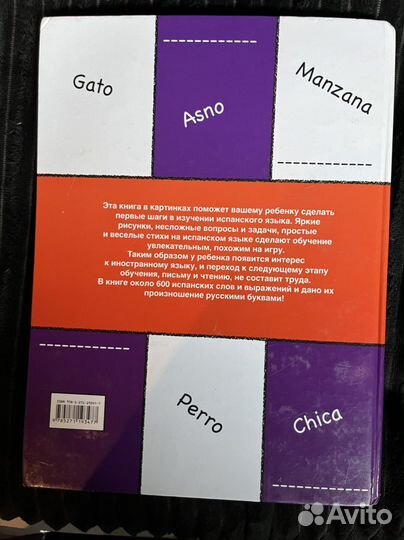 Gato
Asno
Manzana
Эта книга в картинках поможет вашему ребенку сделать
первые шаги в изучении испанского языка. Яркие
рисунки, несложные вопросы и задачи, простые
и веселые стихи на испанском языке сделают обучение
увлекательным, похожим на игру.
Таким образом у ребенка появится интерес
к иностранному языку, и переход к следующему этапу
обучения, письму и чтению, не составит труда.
В книге около 600 испанских слов и выражений и дано их
произношение русскими буквами!
Perro
Chica
Avito